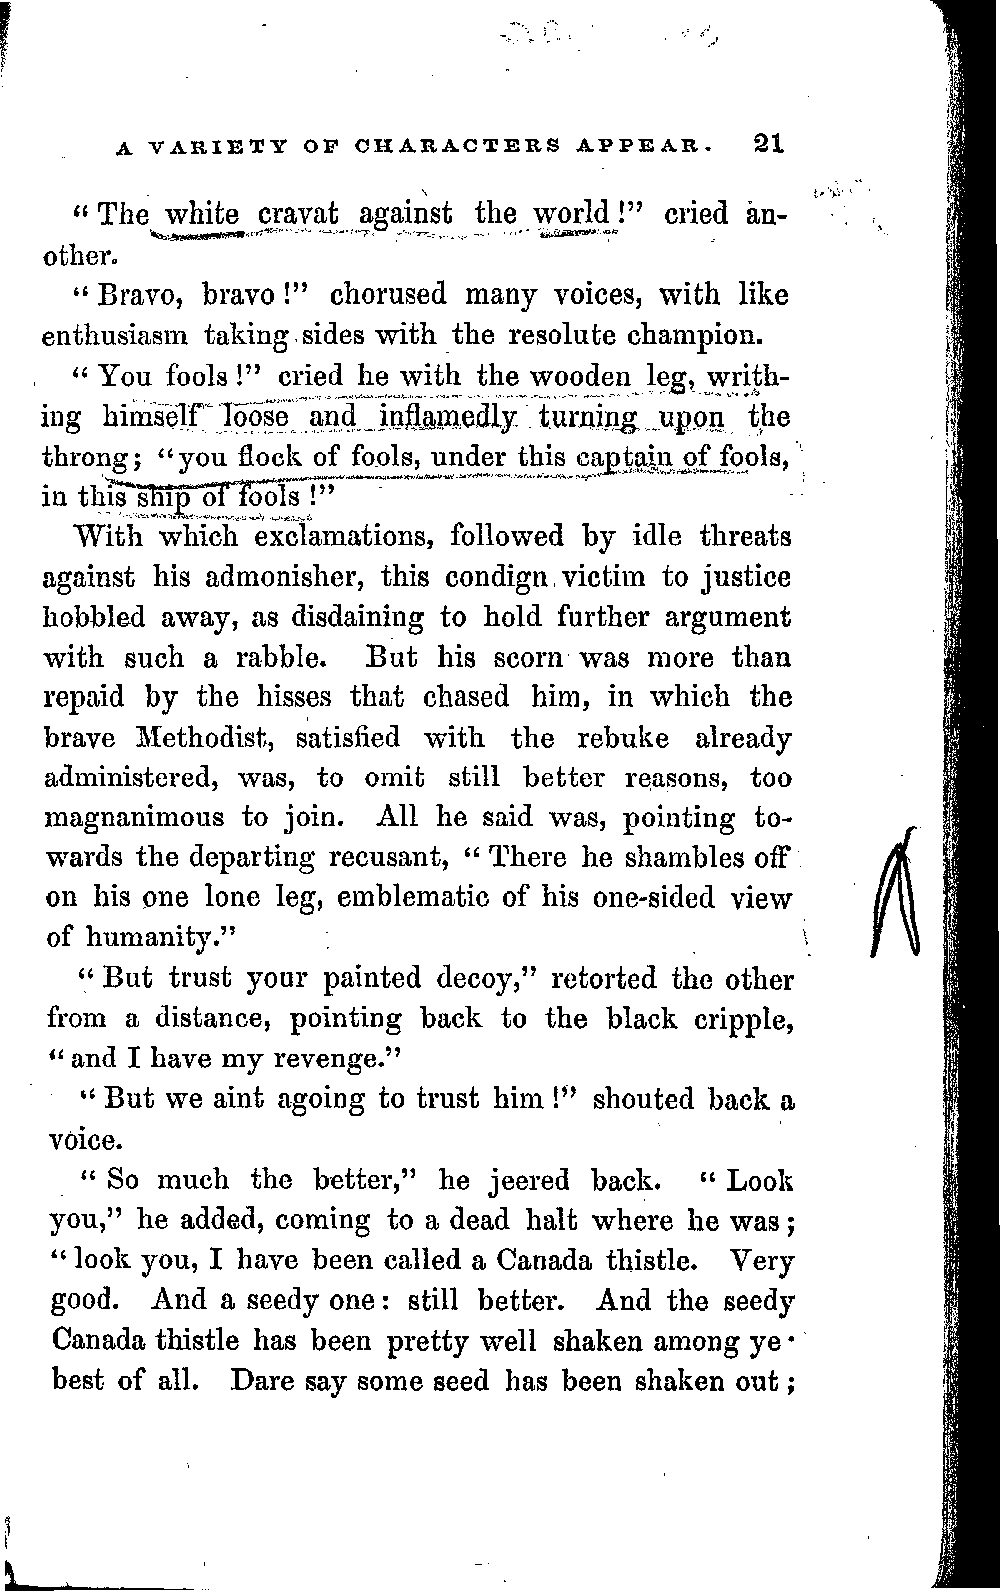 A VARIETY OF CHARACTERS APPEAR. 21
“The white cravat against the world!” cried an-
other.
“Bravo, bravo!” chorused many voices, with like
enthusiasm taking sides with the resolute champion.
“You fools!” cried he with the wooden leg, writh-
ing himself loose and inflamedly turning upon the
throng; “you flock of fools, under this captain of fools,
in this ship of fools!”
With which exclamations, followed by idle threats
against his admonisher, this condign victim to justice
hobbled away, as disdaining to hold further argument
with such a rabble. But his scorn was more than
repaid by the hisses that chased him, in which the
brave Methodist, satisfied with the rebuke already
administered, was, to omit still better reasons, too
magnanimous to join. All he said was, pointing to-
wards the departing recusant, “There he shambles off
on his one lone leg, emblematic of his one-sided view
of humanity.”
“But trust your painted decoy,” retorted the other
from a distance, pointing back to the black cripple,
“and I have my revenge.”
“But we aint agoing to trust him!” shouted back a
voice.
“So much the better,” he jeered back. “Look
you,” he added, coming to a dead halt where he was;
“look you, I have been called a Canada thistle. Very
good. And a seedy one: still better. And the seedy
Canada thistle has been pretty well shaken among ye·
best of all. Dare say some seed has been shaken out;